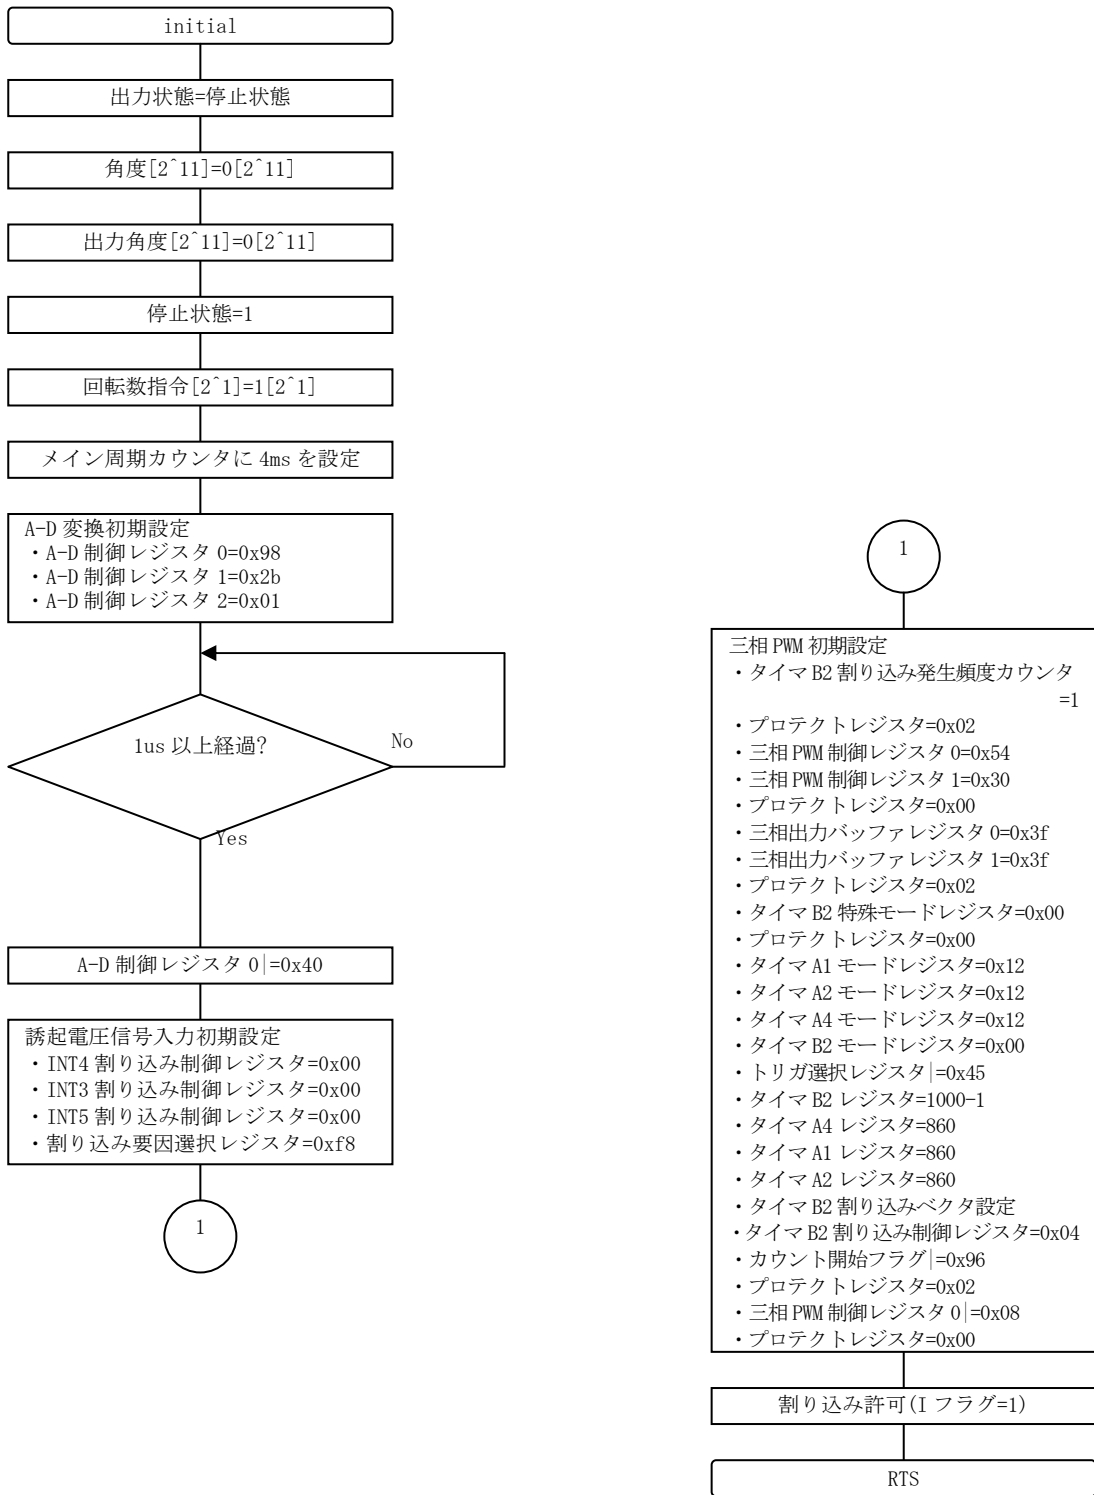 initial
出力状態=停止状態
角度[2^11]=0[2^11]
出力角度[2^11]=0[2^11]
停止状態=1
回転数指令[2^1]=1[2^1]
メイン周期カウンタに 4ms を設定
A-D 変換初期設定
・A-D 制御レジスタ 0=0x98
・A-D 制御レジスタ 1=0x2b
・A-D 制御レジスタ 2=0x01
1us 以上経過?
No
Yes
A-D 制御レジスタ 0|=0x40
誘起電圧信号入力初期設定
・INT4 割り込み制御レジスタ=0x00
・INT3 割り込み制御レジスタ=0x00
・INT5 割り込み制御レジスタ=0x00
・割り込み要因選択レジスタ=0xf8
1
1
三相 PWM 初期設定
・タイマ B2 割り込み発生頻度カウンタ
=1
・プロテクトレジスタ=0x02
・三相 PWM 制御レジスタ 0=0x54
・三相 PWM 制御レジスタ 1=0x30
・プロテクトレジスタ=0x00
・三相出力バッファレジスタ 0=0x3f
・三相出力バッファレジスタ 1=0x3f
・プロテクトレジスタ=0x02
・タイマ B2 特殊モードレジスタ=0x00
・プロテクトレジスタ=0x00
・タイマ A1 モードレジスタ=0x12
・タイマ A2 モードレジスタ=0x12
・タイマ A4 モードレジスタ=0x12
・タイマ B2 モードレジスタ=0x00
・トリガ選択レジスタ|=0x45
・タイマ B2 レジスタ=1000-1
・タイマ A4 レジスタ=860
・タイマ A1 レジスタ=860
・タイマ A2 レジスタ=860
・タイマ B2 割り込みベクタ設定
・タイマ B2 割り込み制御レジスタ=0x04
・カウント開始フラグ|=0x96
・プロテクトレジスタ=0x02
・三相 PWM 制御レジスタ 0|=0x08
・プロテクトレジスタ=0x00
割り込み許可(I フラグ=1)
RTS